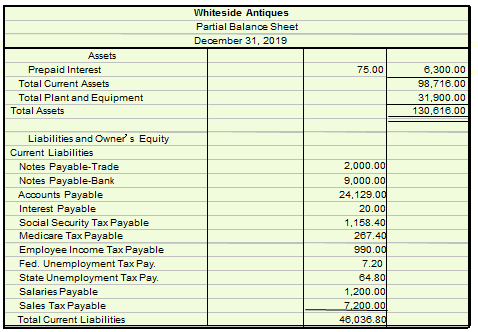 Whiteside Antiques
Partial Balance Sheet
December 31, 2019
Assets
Prepaid Interest 75.00 6,300.00
Total Current Assets 98,716.00
Total Plant and Equipment 31,900.00
Total Assets 130,616.00
Liabilities and Owner's Equity
Current Liabilities
Notes Payable-Trade 2,000.00
Notes Payable-Bank 9,000.00
Accounts Payable 24,129.00
Interest Payable 20.00
Social Security Tax Payable 1,158.40
Medicare Tax Payable 267.40
Employee Income Tax Payable 990.00
Fed. Unemployment Tax Pay. 7.20
State Unemployment Tax Pay. 64.80
Salaries Payable 1,200.00
Sales Tax Payable 7,200.00
Total Current Liabilities 46,036.80